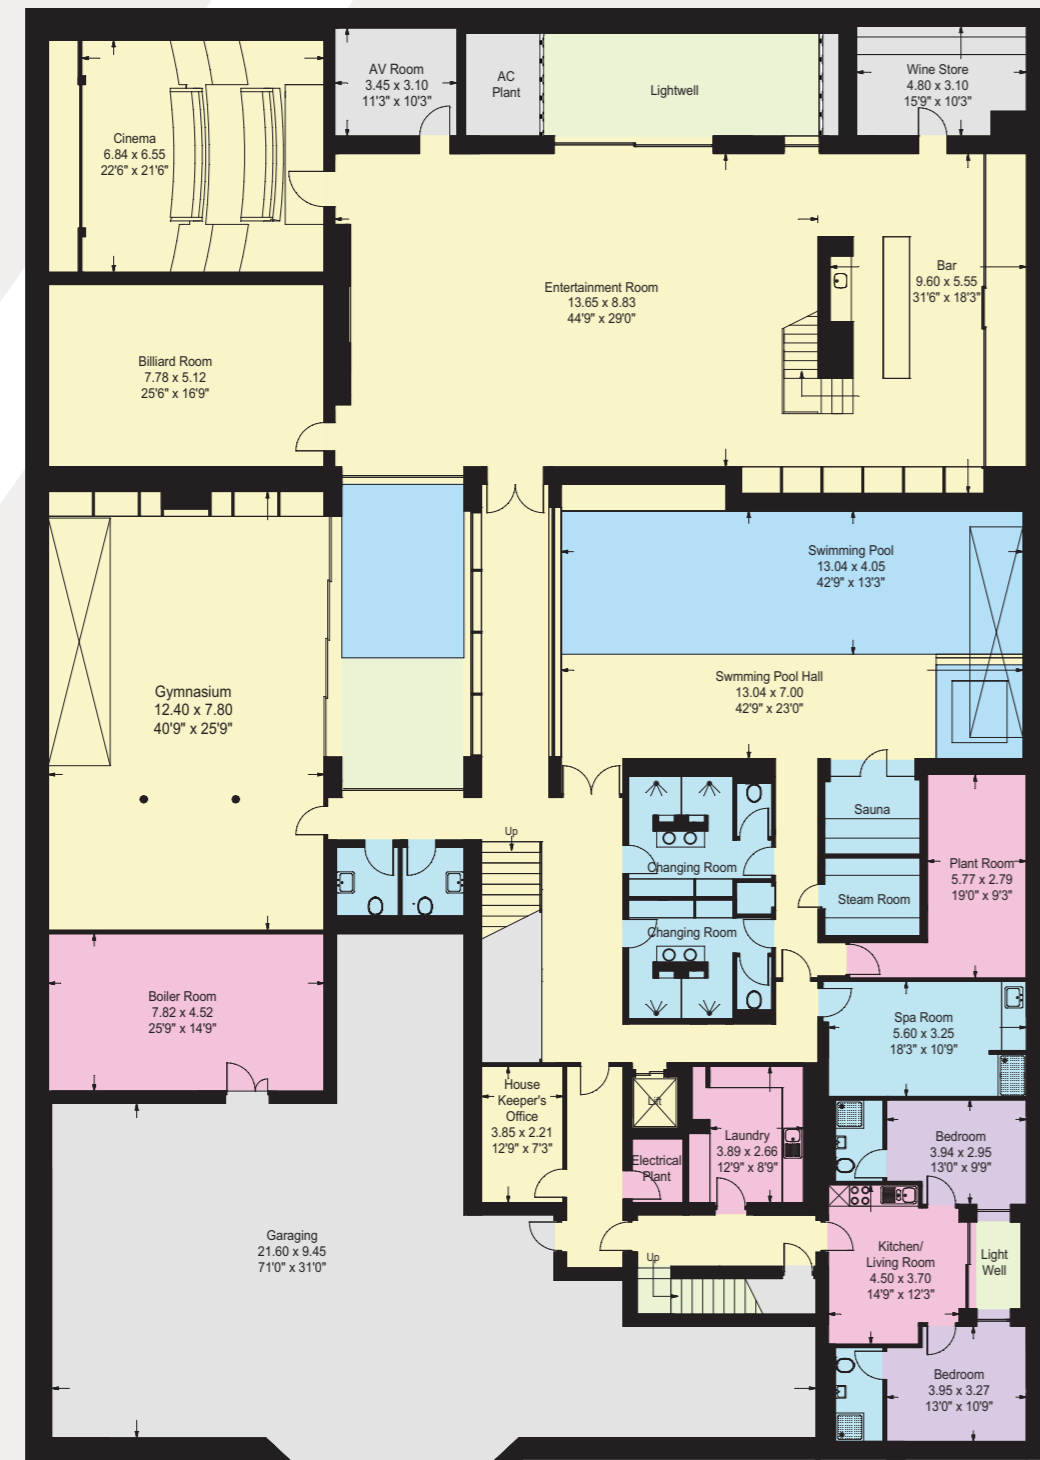 AV Room
3.45 x 3.10
11'3" x 10'3"
AC
Plant
Lightwell
Wine Store
4.80 x 3.10
15'9" x 10'3"
Cinema
6.84 x 6.55
22'6" x 21'6"
Entertainment Room
13.65 x 8.83
44'9" x 29'0"
Bar
9.60 x 5.55
31'6" x 18'3"
Billiard Room
7.78 x 5.12
25'6" x 16'9"
Swimming Pool
13.04 x 4.05
42'9" x 13'3"
Gymnasium
12.40 x 7.80
40'9" x 25'9"
Swmming Pool Hall
13.04 x 7.00
42'9" x 23'0"
Up
Sauna
Changing Room
Plant Room
5.77 x 2.79
19'0" x 9'3"
Steam Room
Changing Room
Boiler Room
7.82 x 4.52
25'9" x 14'9"
Spa Room
5.60 x 3.25
18'3" x 10'9"
House
Keeper's
Office
3.85 x 2.21
12'9" x 7'3"
Lift
Laundry
3.89 x 2.66
12'9" x 8'9"
Electrical
Plant
Bedroom
3.94 x 2.95
13'0" x 9'9"
Garaging
21.60 x 9.45
71'0" x 31'0"
Up
Kitchen/
Living Room
4.50 x 3.70
14'9" x 12'3"
Light
Well
Bedroom
3.95 x 3.27
13'0" x 10'9"